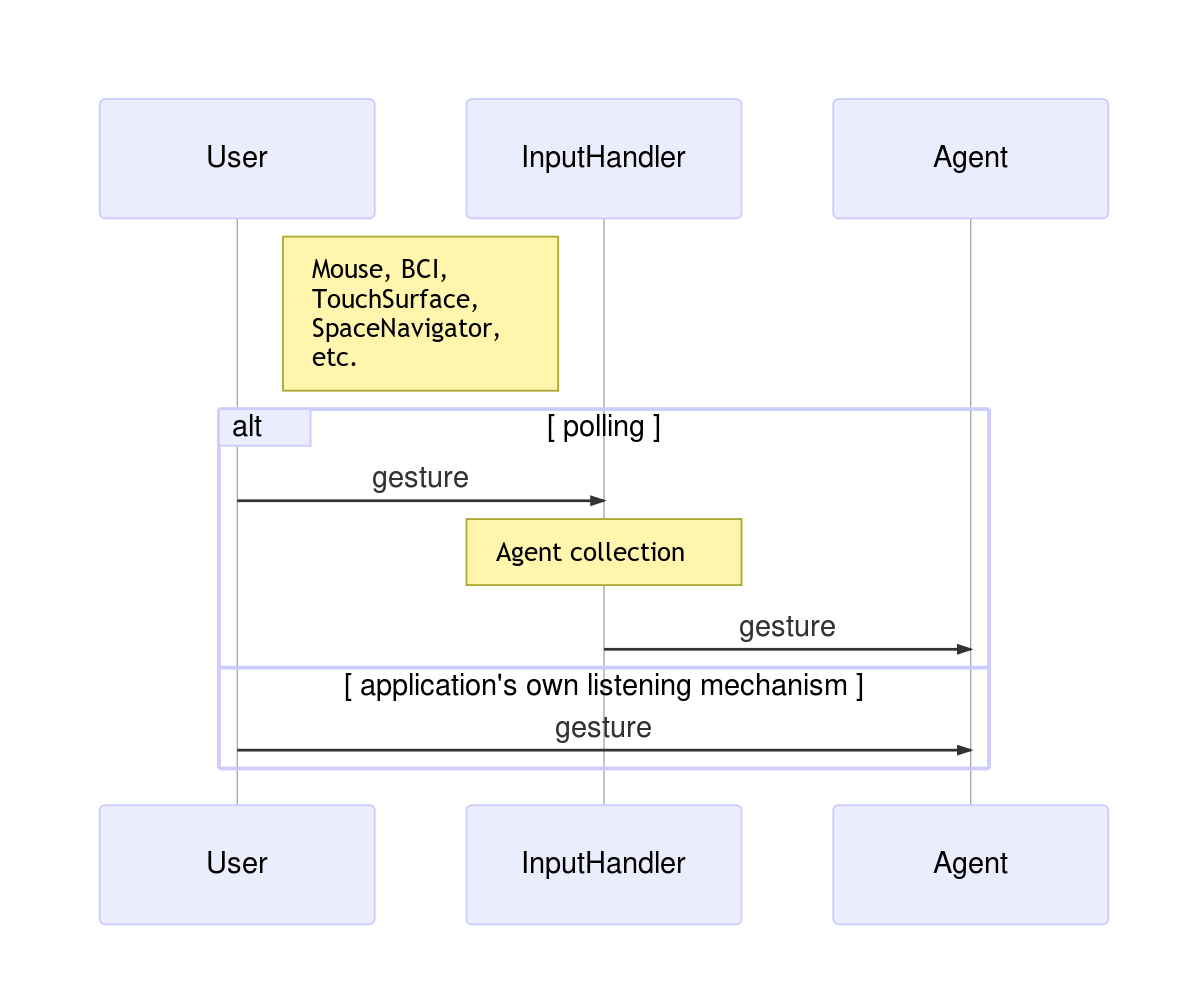 User
InputHandler
Agent
Mouse, BCI,
TouchSurface,
SpaceNavigator,
etc.
alt
[ polling ]
gesture
Agent collection
gesture
[ application's own listening mechanism ]
gesture
User
InputHandler
Agent